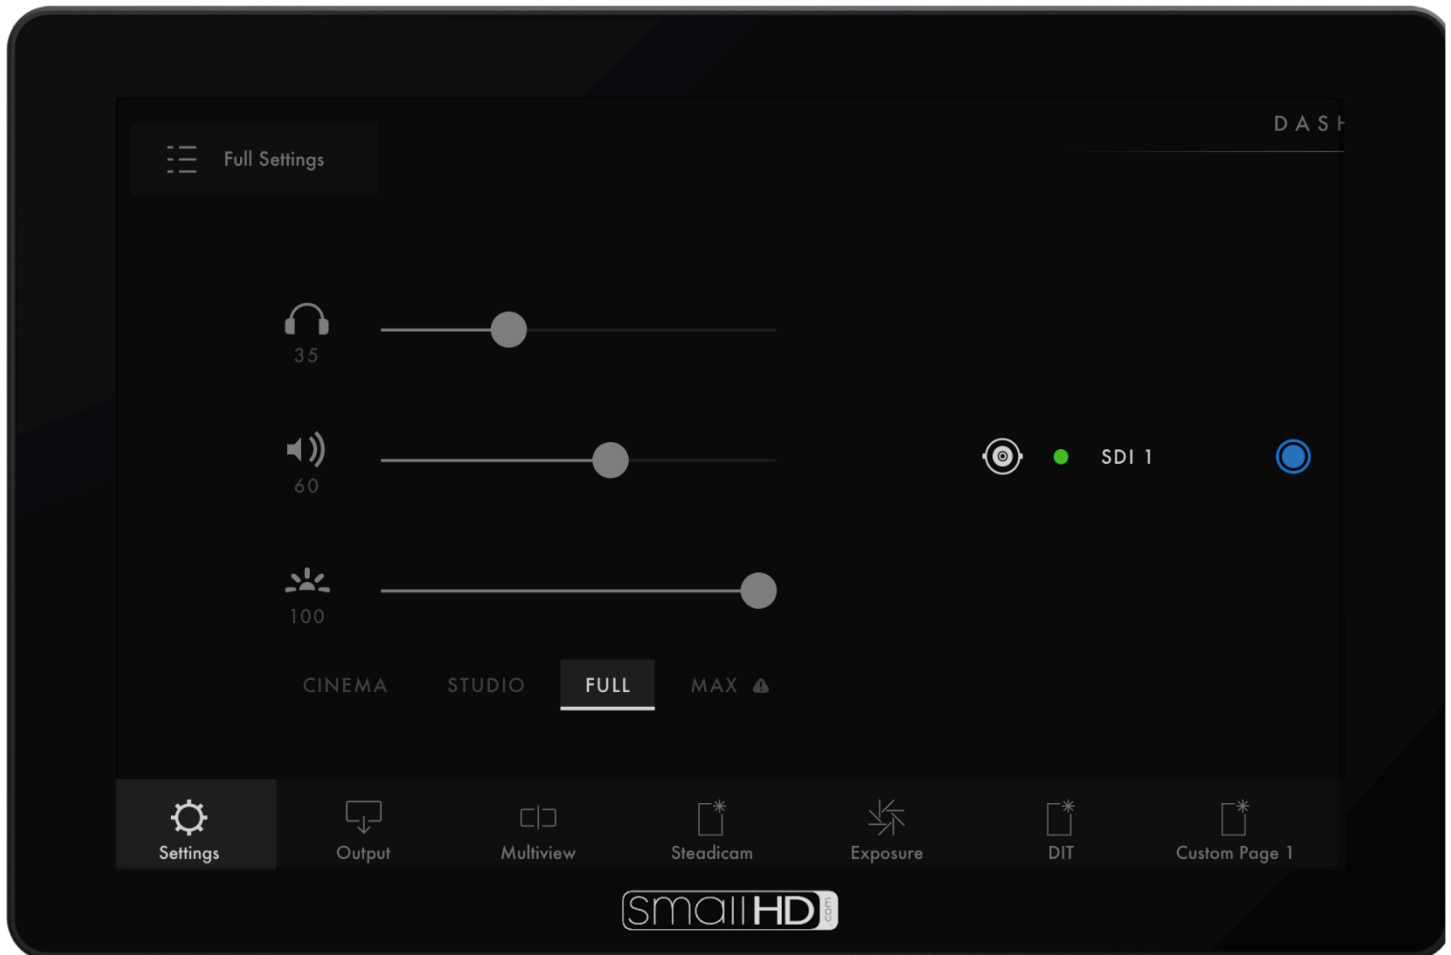 DASH
Full Settings
35
60
SDI 1
100
CINEMA STUDIO FULL MAX
Settings Output Multiview Steadicam Exposure DIT Custom Page 1
smallHD.com